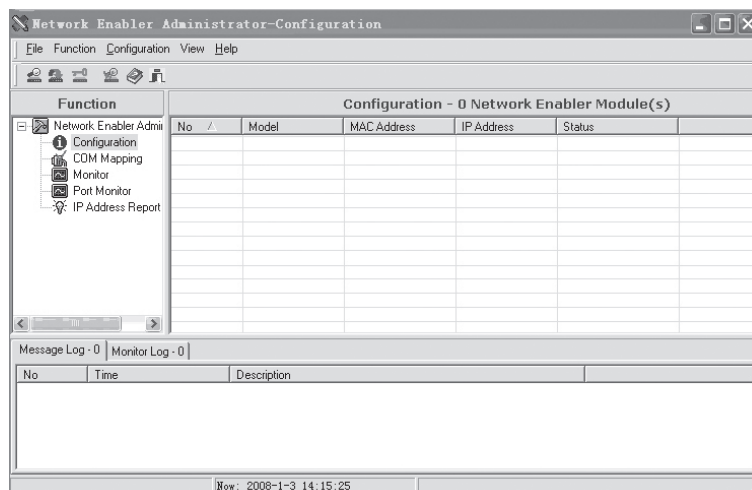 Network Enabler Administrator-Configuration
File Function Configuration View Help
Function
Configuration - 0 Network Enabler Module(s)
Network Enabler Admi
Configuration
COM Mapping
Monitor
Port Monitor
IP Address Report
No Model MAC Address IP Address Status
Message Log - 0 Monitor Log - 0
No Time Description
Now: 2008-1-3 14:15:25